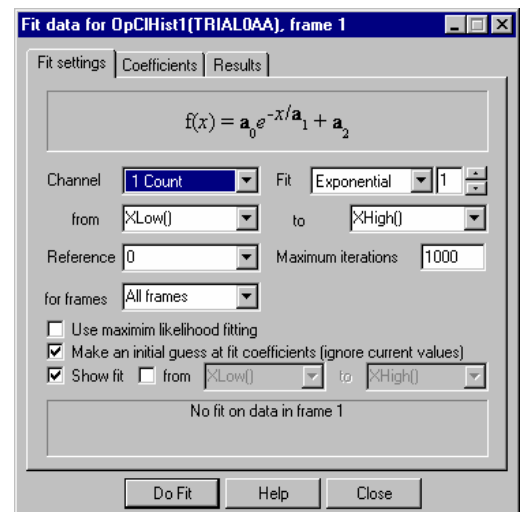 Fit data for OpClHist1(TRIAL0AA), frame 1
Fit settings Coefficients Results
f(x) = a₀e^(-x/a₁) + a₂
Channel 1 Count Fit Exponential 1
from XLow() to XHigh()
Reference 0 Maximum iterations 1000
for frames All frames
Use maximim likelihood fitting
Make an initial guess at fit coefficients (ignore current values)
Show fit from XLow() to XHigh()
No fit on data in frame 1
Do Fit Help Close